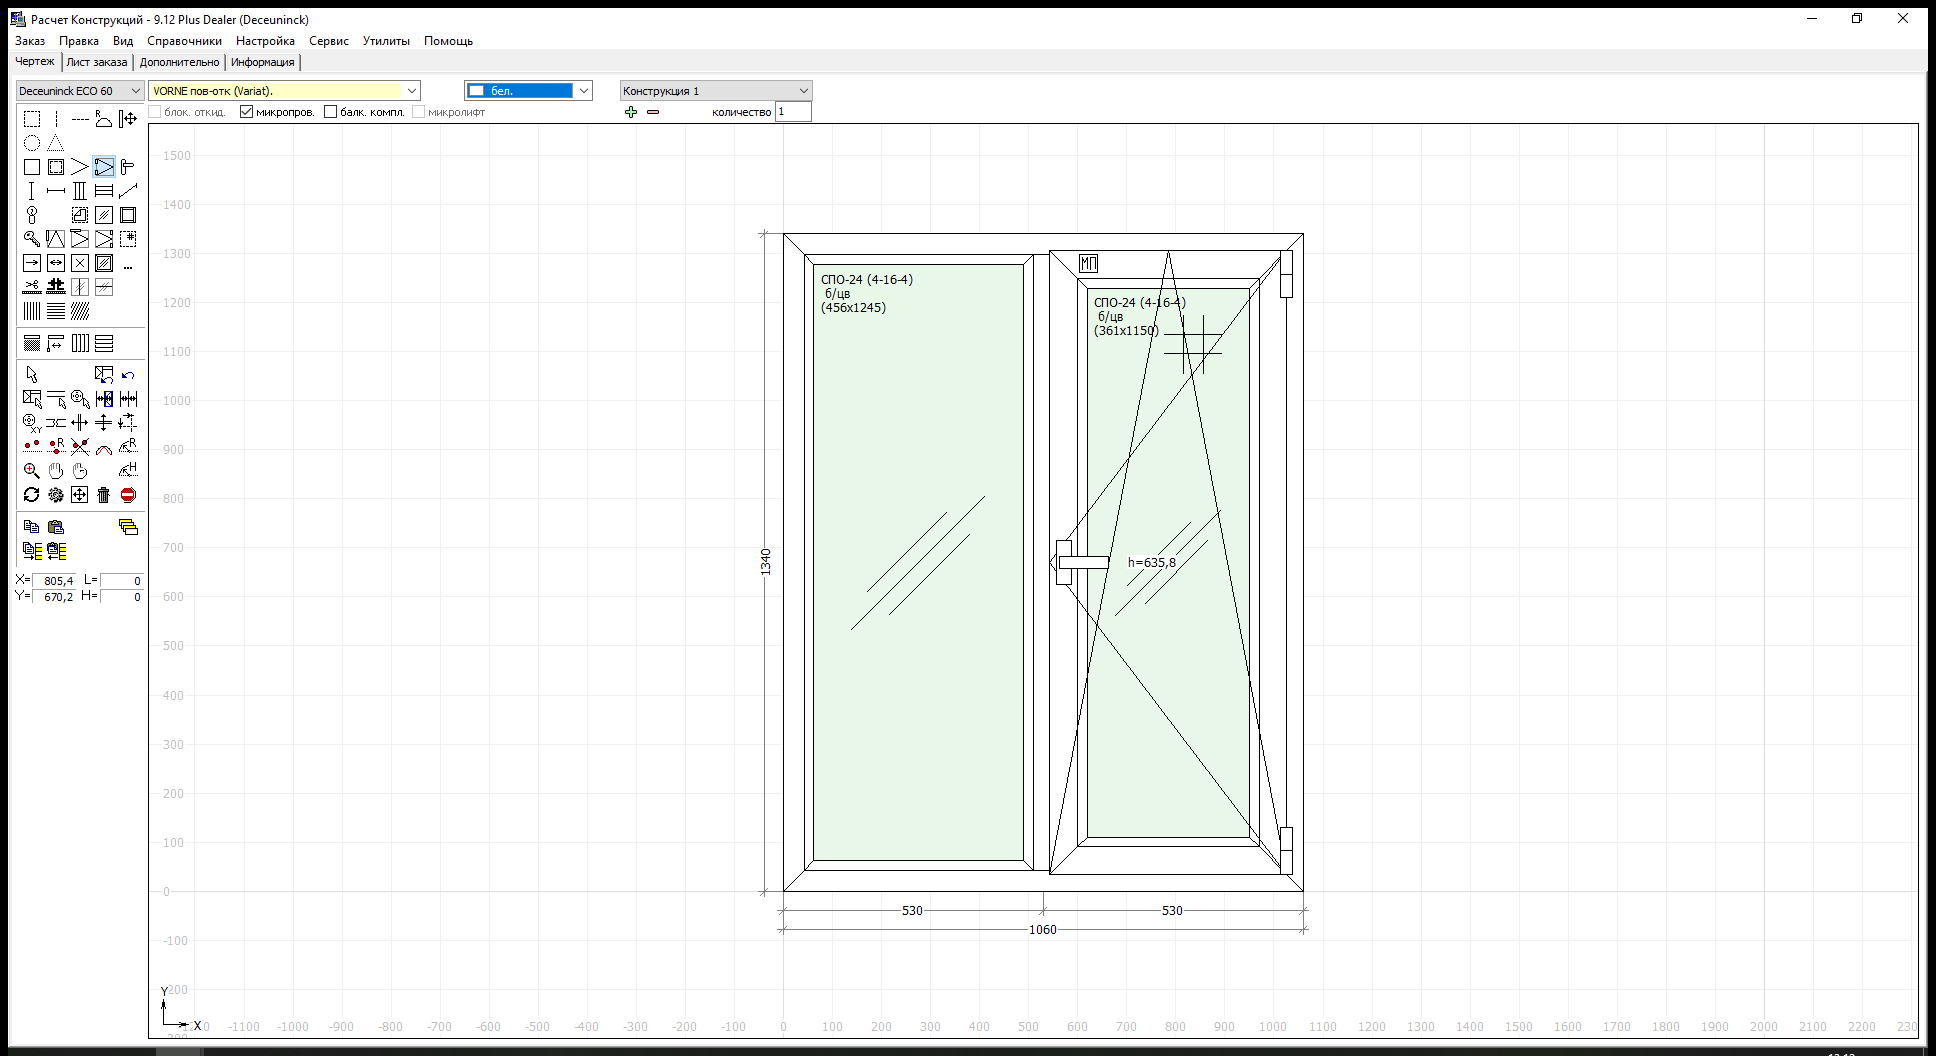 Расчет Конструкций - 9.12 Plus Dealer (Deceuninck)
Заказ Правка Вид Справочники Настройка Сервис Утилиты Помощь
Чертеж Лист заказа Дополнительно Информация
Deceuninck ECO 60 VORNE пов-отк (Variat). бел. Конструкция 1
блок. откид. микропров. балк. компл. микролифт количество 1
1500
1400
1300
1200
1100
1000
900
800
700
600
500
400
300
200
100
0
-100
СПО-24 (4-16-4)
б/цв
(456x1245)
МП
СПО-24 (4-16-4)
б/цв
(361x1150)
h=635,8
1340
530 530
1060
X= 805,4 L= 0
Y= 670,2 H= 0
Y
X
-1100 -1000 -900 -800 -700 -600 -500 -400 -300 -200 -100 0 100 200 300 400 500 600 700 800 900 1000 1100 1200 1300 1400 1500 1600 1700 1800 1900 2000 2100 2200